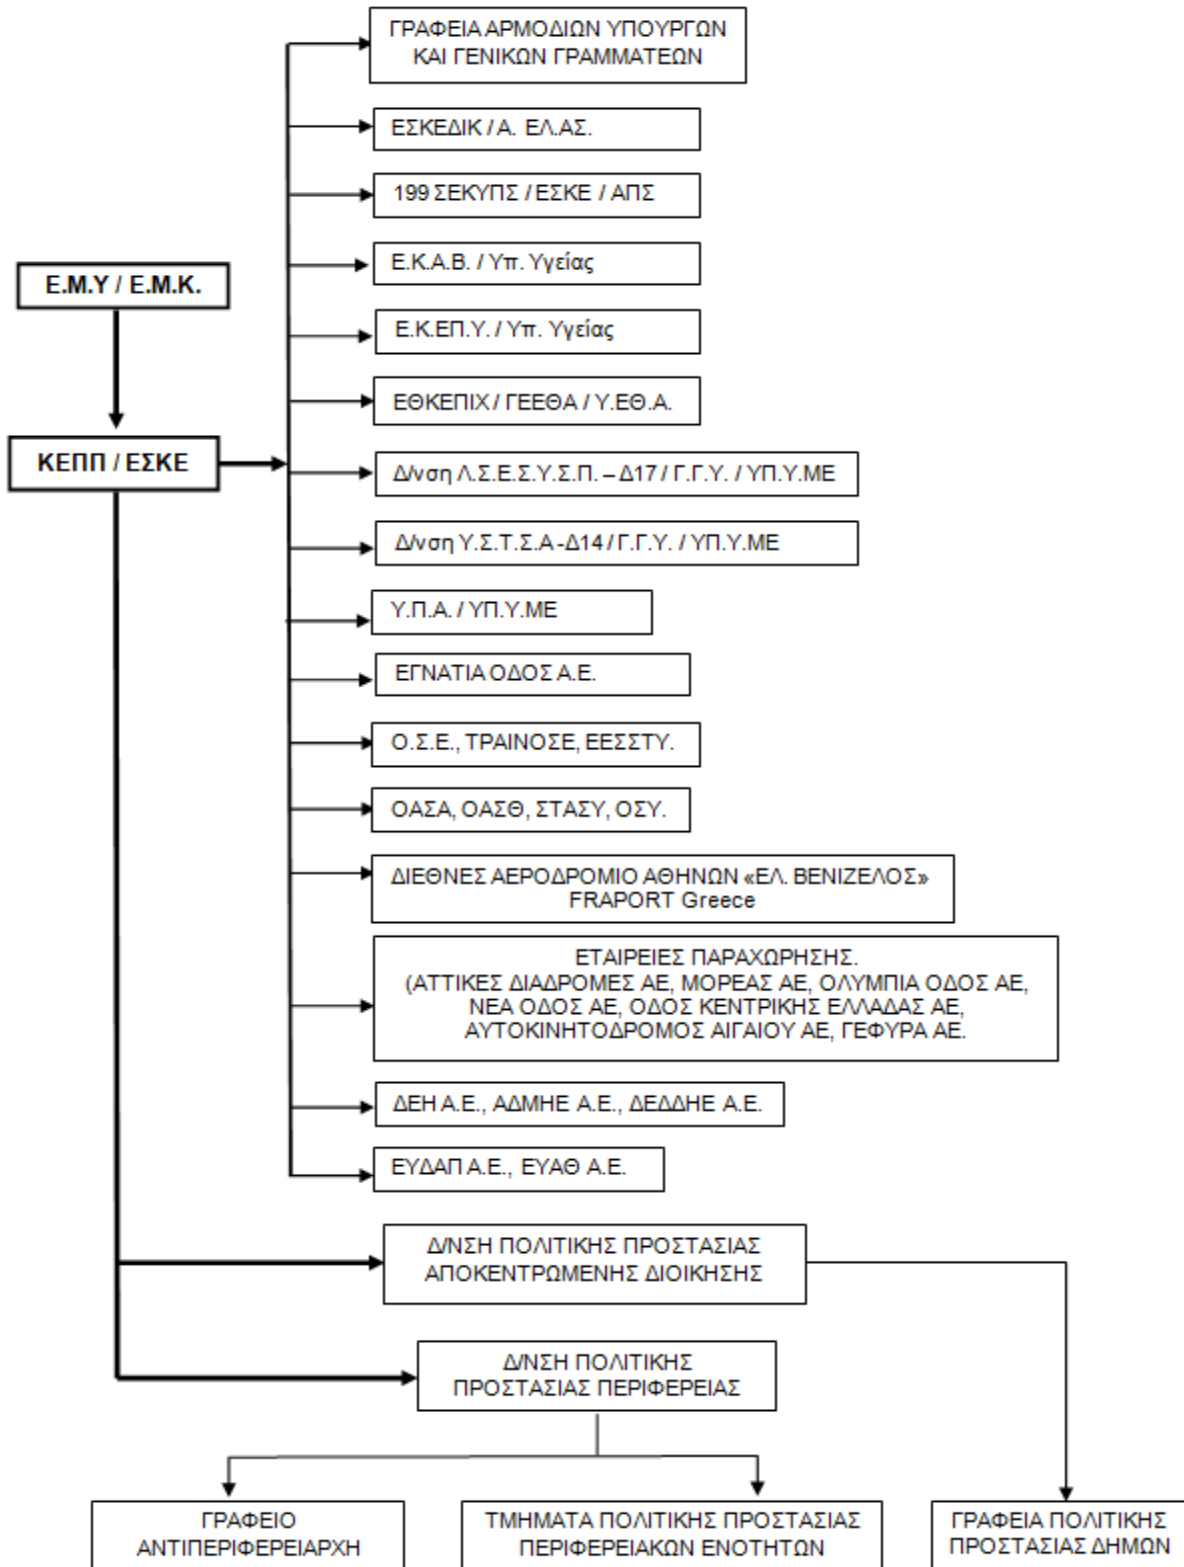 ΓΡΑΦΕΙΑ ΑΡΜΟΔΙΩΝ ΥΠΟΥΡΓΩΝ
ΚΑΙ ΓΕΝΙΚΩΝ ΓΡΑΜΜΑΤΕΩΝ
ΕΣΚΕΔΙΚ / Α. ΕΛ.ΑΣ.
199 ΣΕΚΥΠΣ / ΕΣΚΕ / ΑΠΣ
Ε.Κ.Α.Β. / Υπ. Υγείας
Ε.Μ.Υ / Ε.Μ.Κ.
Ε.Κ.ΕΠ.Υ. / Υπ. Υγείας
ΕΘΚΕΠΙΧ / ΓΕΕΘΑ / Υ.ΕΘ.Α.
ΚΕΠΠ / ΕΣΚΕ
Δ/νση Λ.Σ.Ε.Σ.Υ.Σ.Π. – Δ17 / Γ.Γ.Υ. / ΥΠ.Υ.ΜΕ
Δ/νση Υ.Σ.Τ.Σ.Α -Δ14 / Γ.Γ.Υ. / ΥΠ.Υ.ΜΕ
Υ.Π.Α. / ΥΠ.Υ.ΜΕ
ΕΓΝΑΤΙΑ ΟΔΟΣ Α.Ε.
Ο.Σ.Ε., ΤΡΑΙΝΟΣΕ, ΕΕΣΣΤΥ.
ΟΑΣΑ, ΟΑΣΘ, ΣΤΑΣΥ, ΟΣΥ.
ΔΙΕΘΝΕΣ ΑΕΡΟΔΡΟΜΙΟ ΑΘΗΝΩΝ «ΕΛ. ΒΕΝΙΖΕΛΟΣ»
FRAPORT Greece
ΕΤΑΙΡΕΙΕΣ ΠΑΡΑΧΩΡΗΣΗΣ.
(ΑΤΤΙΚΕΣ ΔΙΑΔΡΟΜΕΣ ΑΕ, ΜΟΡΕΑΣ ΑΕ, ΟΛΥΜΠΙΑ ΟΔΟΣ ΑΕ,
ΝΕΑ ΟΔΟΣ ΑΕ, ΟΔΟΣ ΚΕΝΤΡΙΚΗΣ ΕΛΛΑΔΑΣ ΑΕ,
ΑΥΤΟΚΙΝΗΤΟΔΡΟΜΟΣ ΑΙΓΑΙΟΥ ΑΕ, ΓΕΦΥΡΑ ΑΕ.
ΔΕΗ Α.Ε., ΑΔΜΗΕ Α.Ε., ΔΕΔΔΗΕ Α.Ε.
ΕΥΔΑΠ Α.Ε., ΕΥΑΘ Α.Ε.
Δ/ΝΣΗ ΠΟΛΙΤΙΚΗΣ ΠΡΟΣΤΑΣΙΑΣ
ΑΠΟΚΕΝΤΡΩΜΕΝΗΣ ΔΙΟΙΚΗΣΗΣ
Δ/ΝΣΗ ΠΟΛΙΤΙΚΗΣ
ΠΡΟΣΤΑΣΙΑΣ ΠΕΡΙΦΕΡΕΙΑΣ
ΓΡΑΦΕΙΟ
ΑΝΤΙΠΕΡΙΦΕΡΕΙΑΡΧΗ
ΤΜΗΜΑΤΑ ΠΟΛΙΤΙΚΗΣ ΠΡΟΣΤΑΣΙΑΣ
ΠΕΡΙΦΕΡΕΙΑΚΩΝ ΕΝΟΤΗΤΩΝ
ΓΡΑΦΕΙΑ ΠΟΛΙΤΙΚΗΣ
ΠΡΟΣΤΑΣΙΑΣ ΔΗΜΩΝ